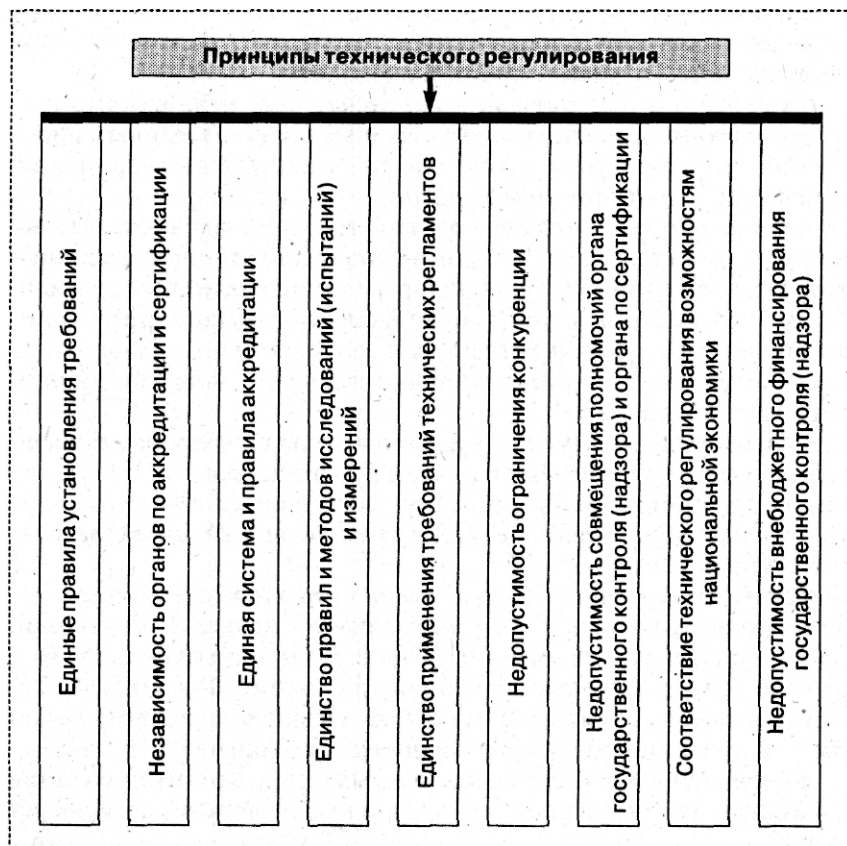 Принципы технического регулирования
Единые правила установления требований
Независимость органов по аккредитации и сертификации
Единая система и правила аккредитации
Единство правил и методов исследований (испытаний)
и измерений
Единство применения требований технических регламентов
Недопустимость ограничения конкуренции
Недопустимость совмещения полномочий органа
государственного контроля (надзора) и органа по сертификации
Соответствие технического регулирования возможностям
национальной экономики
Недопустимость внебюджетного финансирования
государственного контроля (надзора)